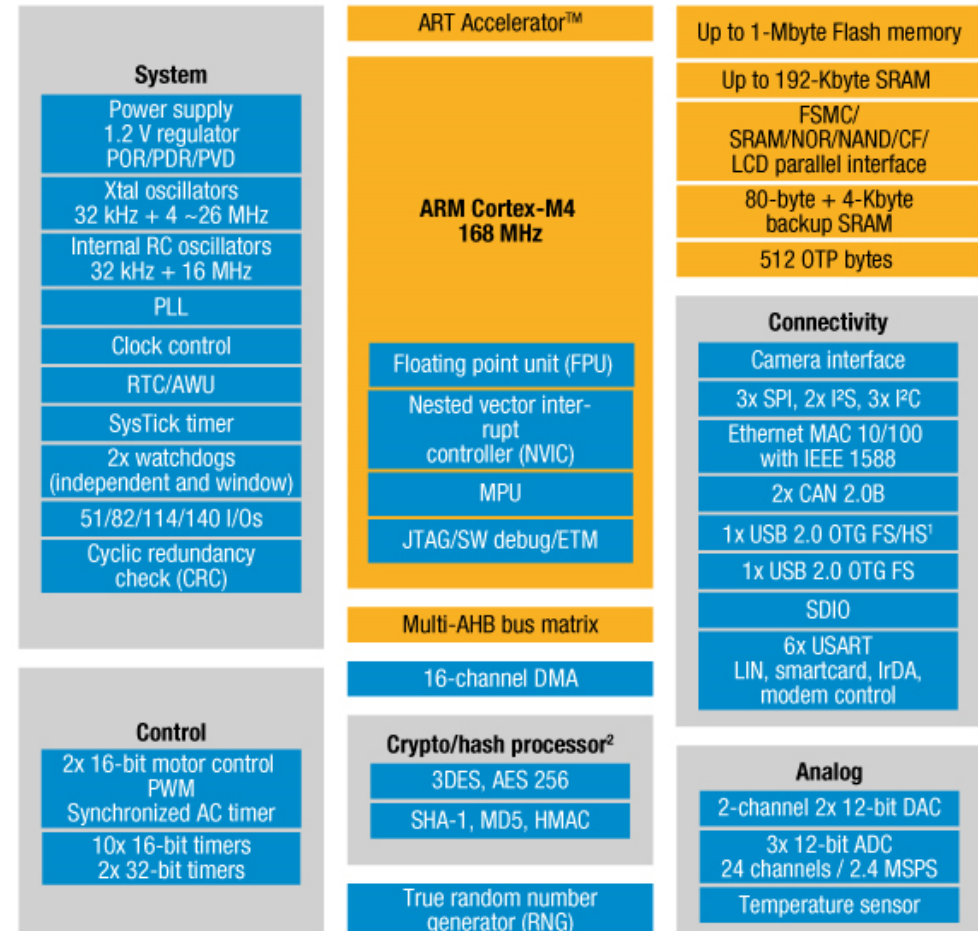 System
Power supply
1.2 V regulator
POR/PDR/PVD
Xtal oscillators
32 kHz + 4 ~26 MHz
Internal RC oscillators
32 kHz + 16 MHz
PLL
Clock control
RTC/AWU
SysTick timer
2x watchdogs
(independent and window)
51/82/114/140 I/Os
Cyclic redundancy
check (CRC)
Control
2x 16-bit motor control
PWM
Synchronized AC timer
10x 16-bit timers
2x 32-bit timers
ART Accelerator™
ARM Cortex-M4
168 MHz
Floating point unit (FPU)
Nested vector inter-
rupt
controller (NVIC)
MPU
JTAG/SW debug/ETM
Multi-AHB bus matrix
16-channel DMA
Crypto/hash processor²
3DES, AES 256
SHA-1, MD5, HMAC
True random number
generator (RNG)
Up to 1-Mbyte Flash memory
Up to 192-Kbyte SRAM
FSMC/
SRAM/NOR/NAND/CF/
LCD parallel interface
80-byte + 4-Kbyte
backup SRAM
512 OTP bytes
Connectivity
Camera interface
3x SPI, 2x I²S, 3x I²C
Ethernet MAC 10/100
with IEEE 1588
2x CAN 2.0B
1x USB 2.0 OTG FS/HS¹
1x USB 2.0 OTG FS
SDIO
6x USART
LIN, smartcard, IrDA,
modem control
Analog
2-channel 2x 12-bit DAC
3x 12-bit ADC
24 channels / 2.4 MSPS
Temperature sensor